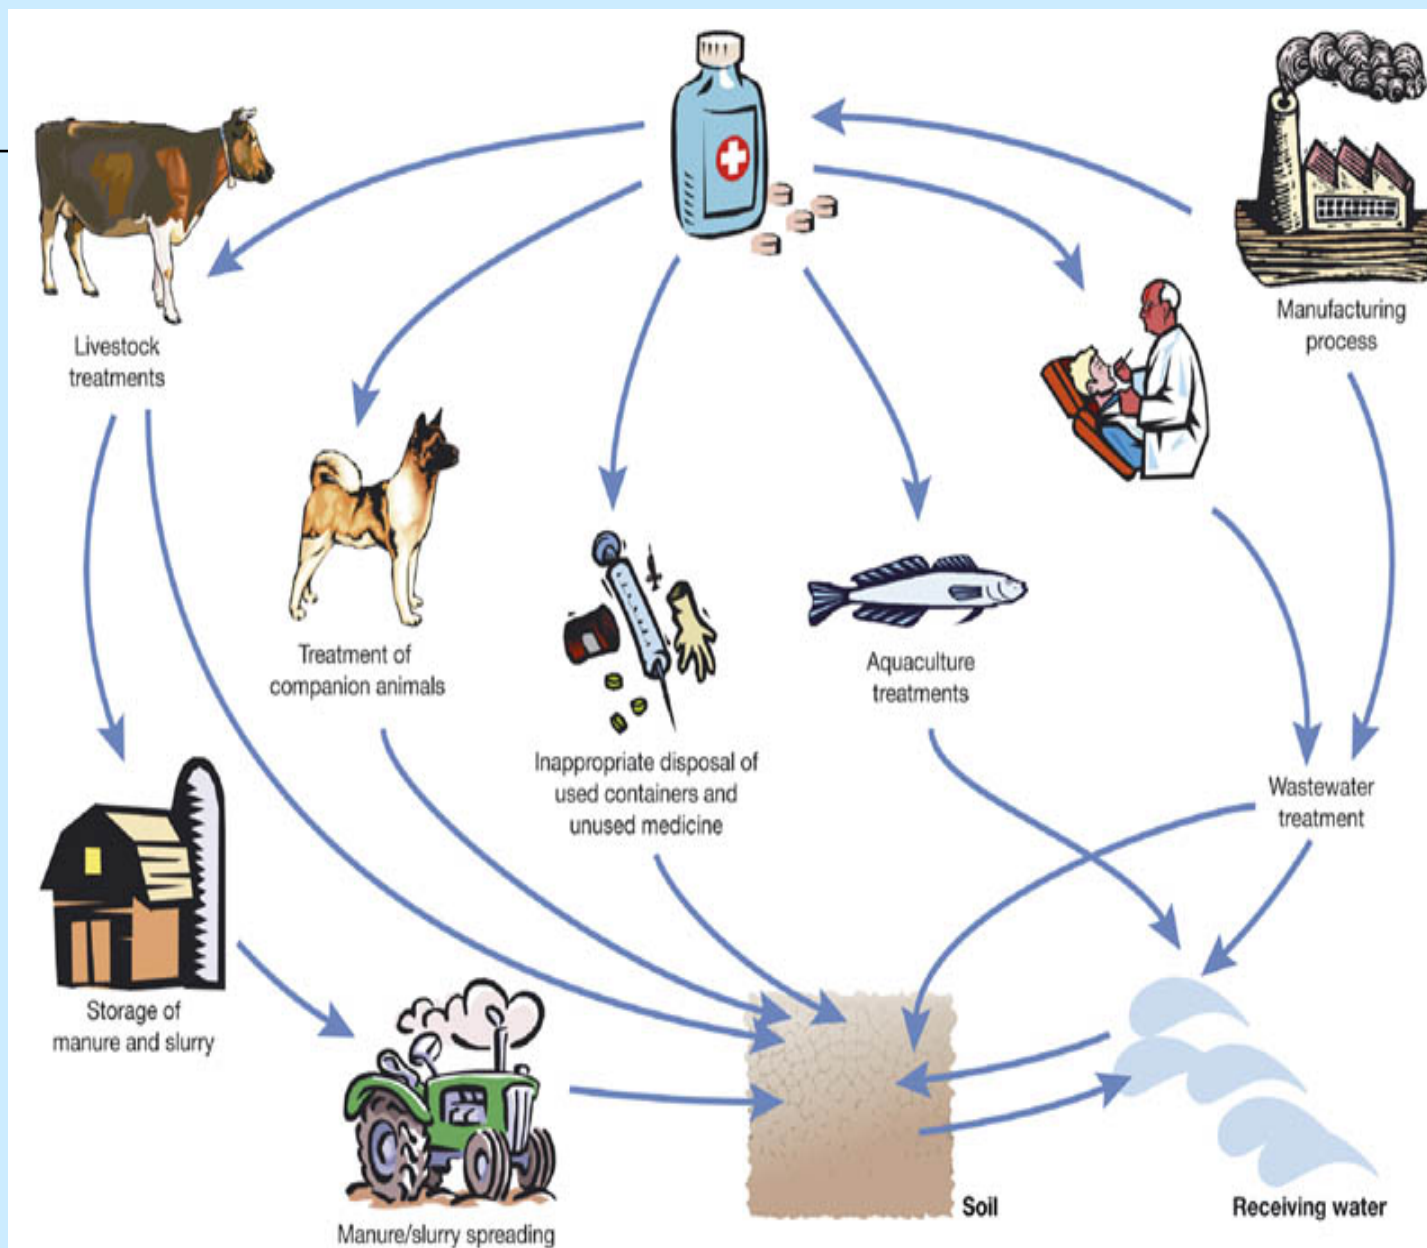 Livestock
treatments
Manufacturing
process
Treatment of
companion animals
Inappropriate disposal of
used containers and
unused medicine
Aquaculture
treatments
Wastewater
treatment
Storage of
manure and slurry
Manure/slurry spreading
Soil
Receiving water